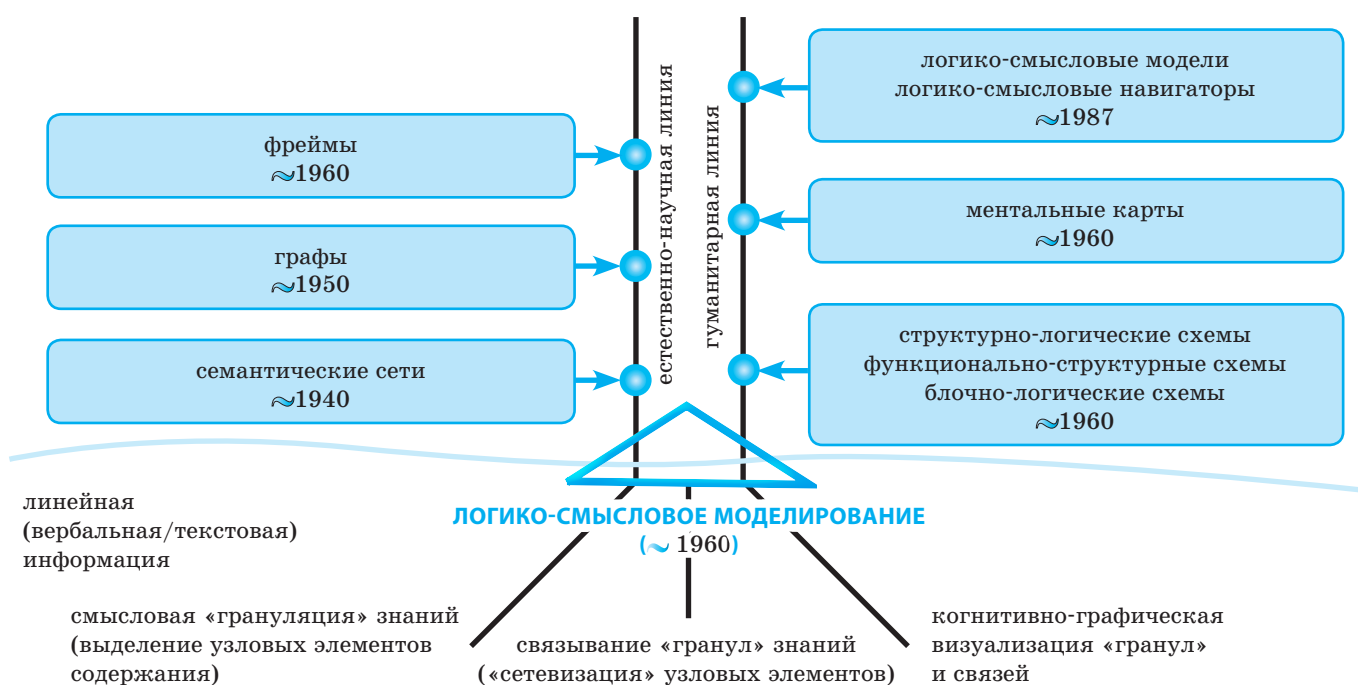 фреймы
~1960
графы
~1950
семантические сети
~1940
естественно-научная линия
гуманитарная линия
логико-смысловые модели
логико-смысловые навигаторы
~1987
ментальные карты
~1960
структурно-логические схемы
функционально-структурные схемы
блочно-логические схемы
~1960
линейная
(вербальная/текстовая)
информация
ЛОГИКО-СМЫСЛОВОЕ МОДЕЛИРОВАНИЕ
(~ 1960)
смысловая «грануляция» знаний
(выделение узловых элементов
содержания)
связывание «гранул» знаний
(«сетевизация» узловых элементов)
когнитивно-графическая
визуализация «гранул»
и связей